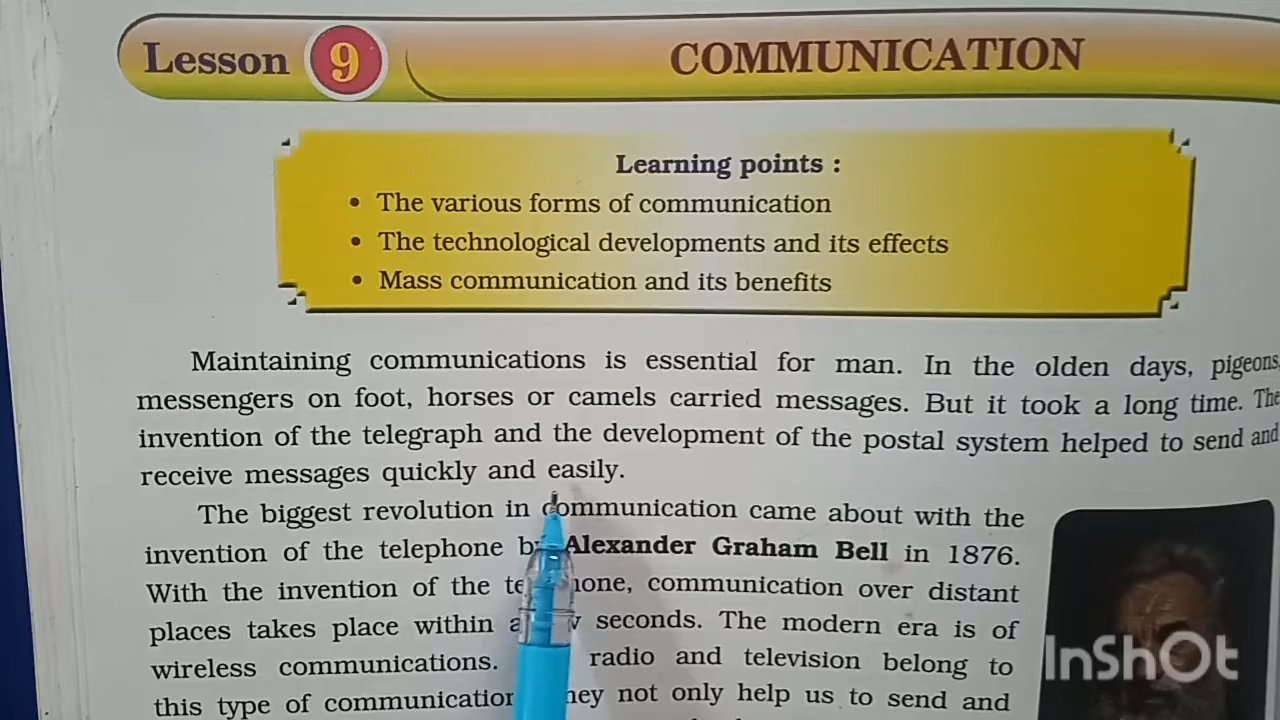 Lesson 9 COMMUNICATION
Learning points :
• The various forms of communication
• The technological developments and its effects
• Mass communication and its benefits
Maintaining communications is essential for man. In the olden days, pigeons,
messengers on foot, horses or camels carried messages. But it took a long time. The
invention of the telegraph and the development of the postal system helped to send and
receive messages quickly and easily.
The biggest revolution in communication came about with the
invention of the telephone by Alexander Graham Bell in 1876.
With the invention of the telephone, communication over distant
places takes place within a few seconds. The modern era is of
wireless communications. radio and television belong to
this type of communication. They not only help us to send and
InShOt